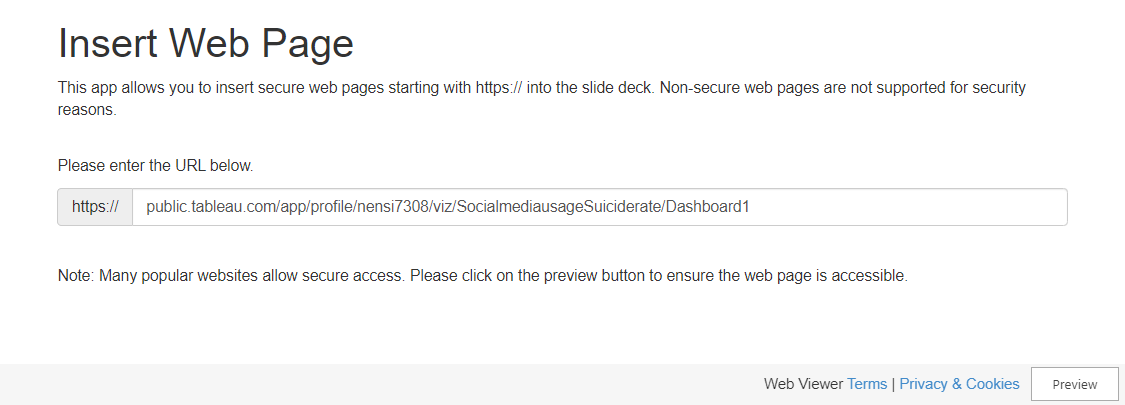 Insert Web Page
This app allows you to insert secure web pages starting with https:// into the slide deck. Non-secure web pages are not supported for security
reasons.
Please enter the URL below.
https:// public.tableau.com/app/profile/nensi7308/viz/SocialmediausageSuiciderate/Dashboard1
Note: Many popular websites allow secure access. Please click on the preview button to ensure the web page is accessible.
Web Viewer Terms | Privacy & Cookies Preview